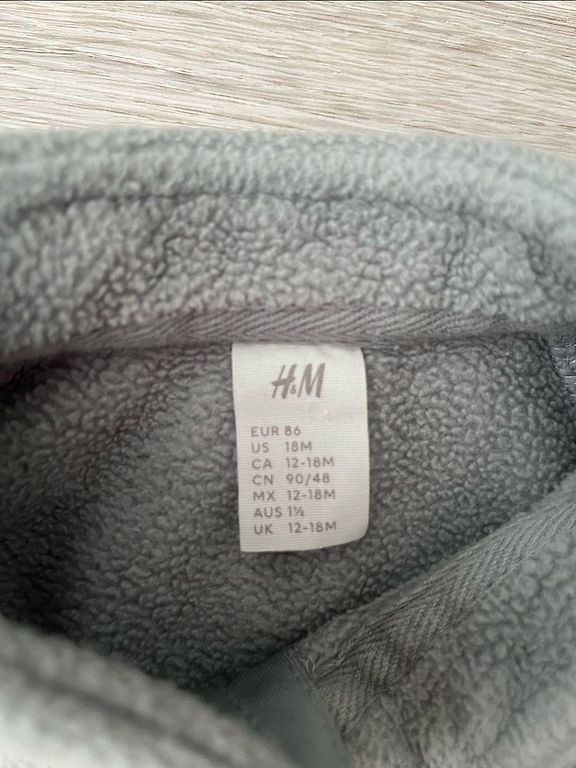 H&M
EUR 86
US 18M
CA 12-18M
CN 90/48
MX 12-18M
AUS 1½
UK 12-18M